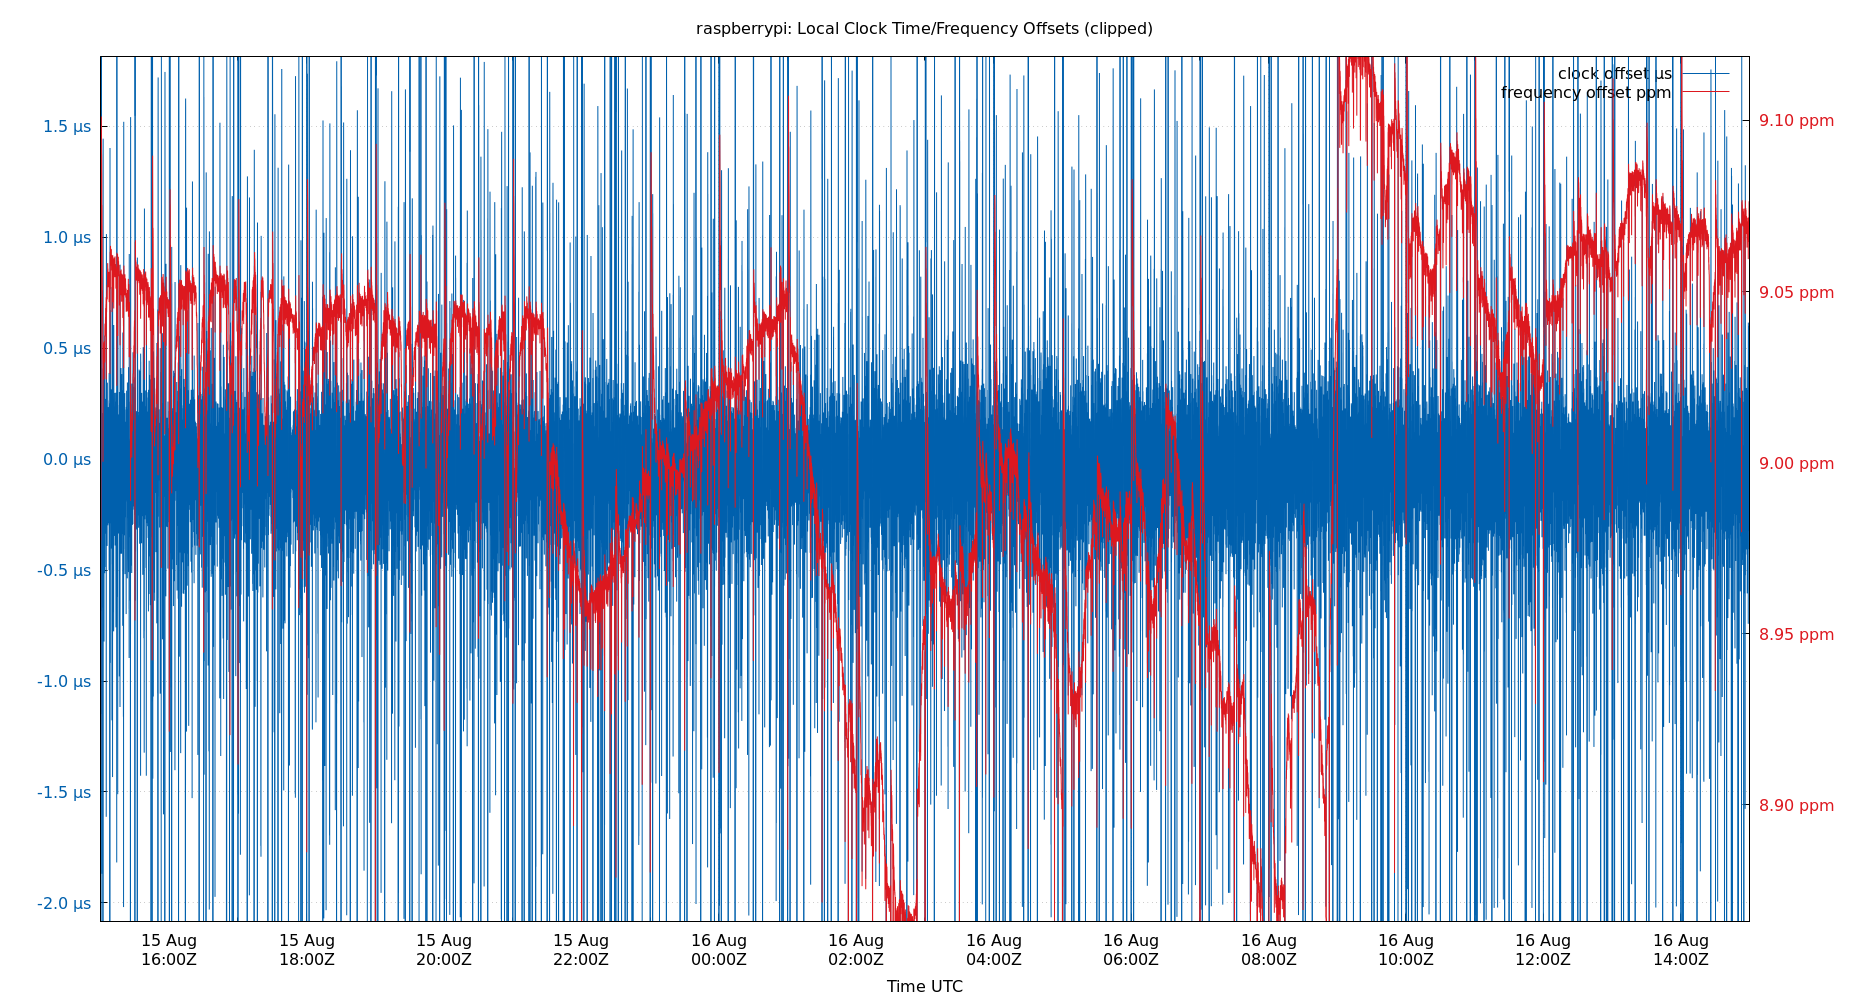 raspberrypi: Local Clock Time/Frequency Offsets (clipped)
clock offset µs
frequency offset ppm
1.5 µs
1.0 µs
0.5 µs
0.0 µs
-0.5 µs
-1.0 µs
-1.5 µs
-2.0 µs
9.10 ppm
9.05 ppm
9.00 ppm
8.95 ppm
8.90 ppm
15 Aug 15 Aug 15 Aug 15 Aug 16 Aug 16 Aug 16 Aug 16 Aug 16 Aug 16 Aug 16 Aug 16 Aug
16:00Z 18:00Z 20:00Z 22:00Z 00:00Z 02:00Z 04:00Z 06:00Z 08:00Z 10:00Z 12:00Z 14:00Z
Time UTC